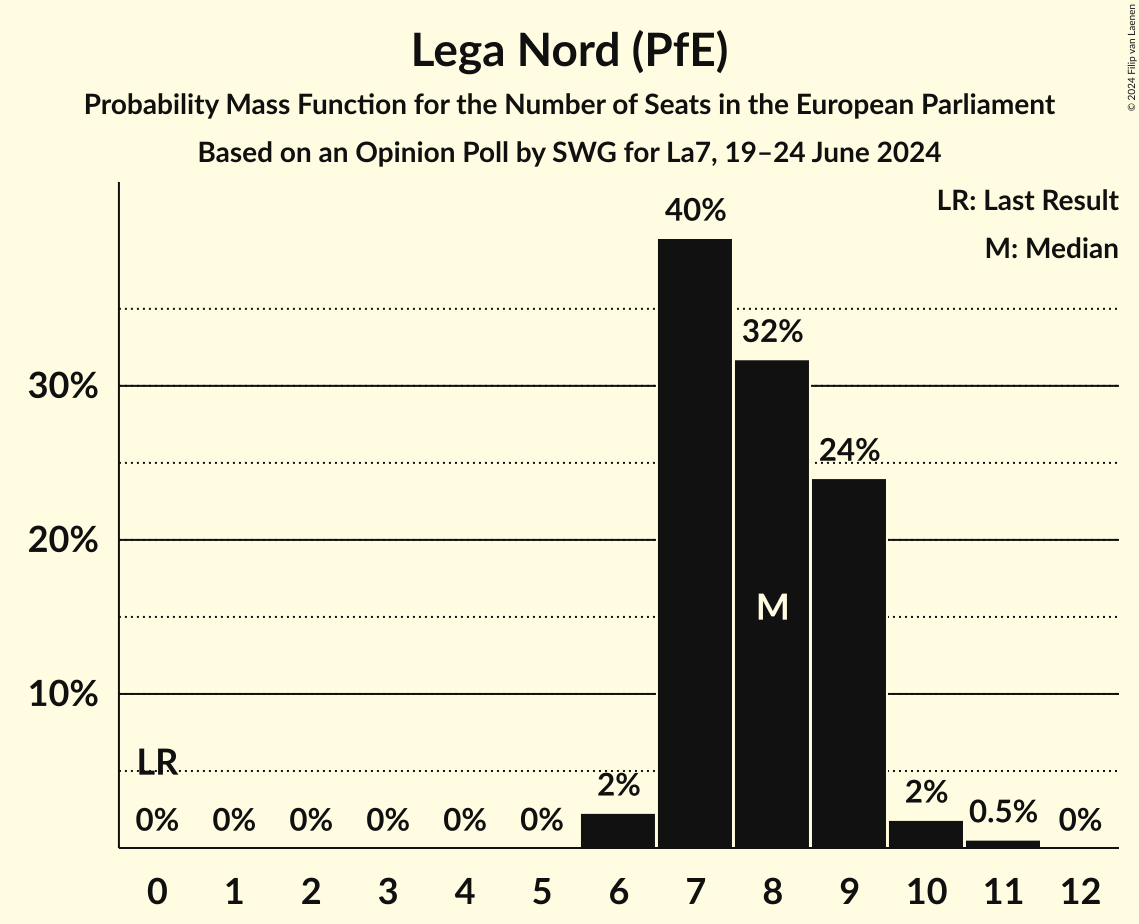 Lega Nord (PfE)
Probability Mass Function for the Number of Seats in the European Parliament
Based on an Opinion Poll by SWG for La7, 19–24 June 2024
© 2024 Filip van Laenen
LR: Last Result
M: Median
40%
32%
30%
24%
20%
M
10%
LR
0% 0% 0% 0% 0% 0% 2% 2% 0.5% 0%
0 1 2 3 4 5 6 7 8 9 10 11 12